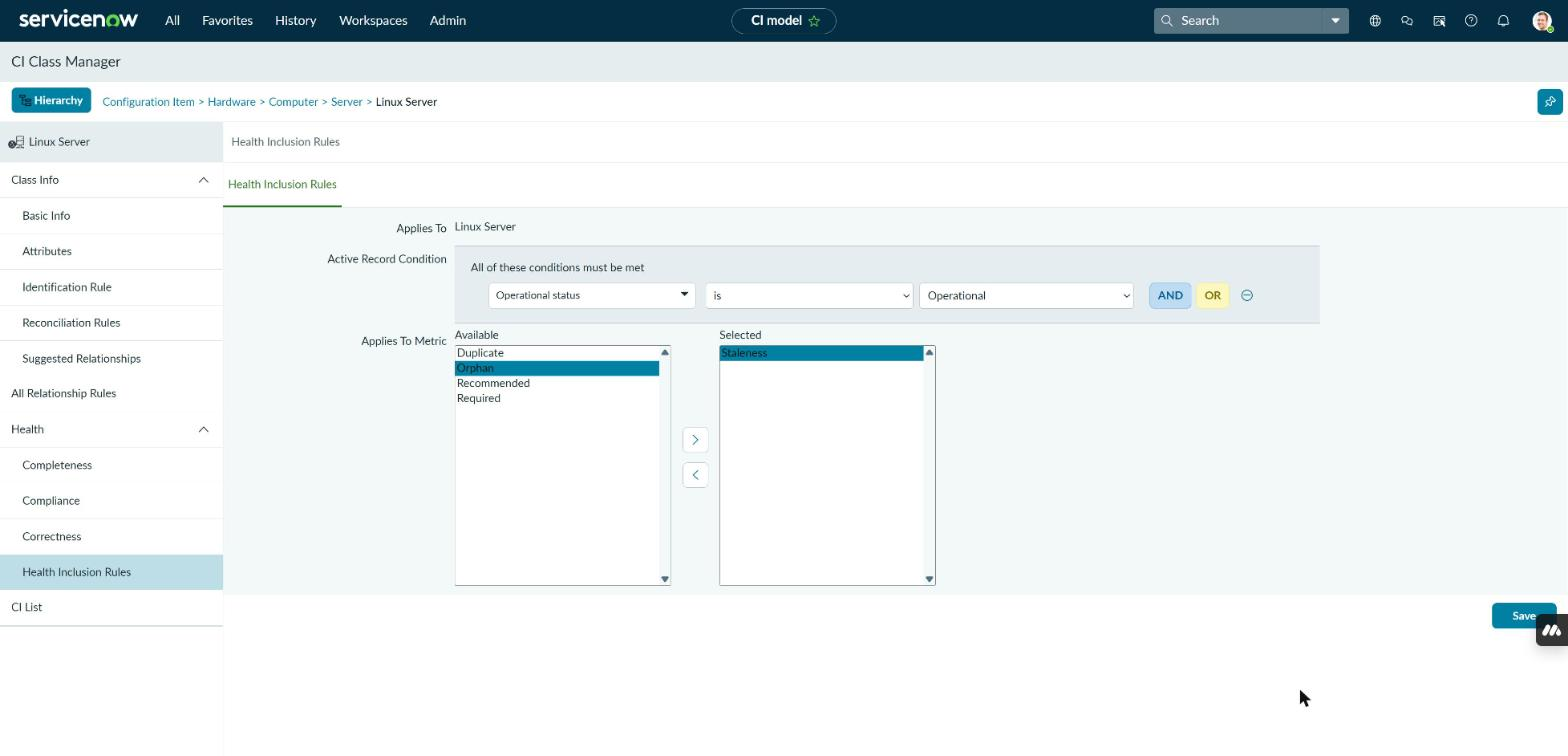 servicenow All Favorites History Workspaces Admin CI model Search
CI Class Manager
Hierarchy Configuration Item > Hardware > Computer > Server > Linux Server
Linux Server
Class Info
Basic Info
Attributes
Identification Rule
Reconciliation Rules
Suggested Relationships
All Relationship Rules
Health
Completeness
Compliance
Correctness
Health Inclusion Rules
CI List
Health Inclusion Rules
Health Inclusion Rules
Applies To Linux Server
Active Record Condition
All of these conditions must be met
Operational status is Operational AND OR
Applies To Metric
Available
Duplicate
Orphan
Recommended
Required
Selected
Staleness
Save